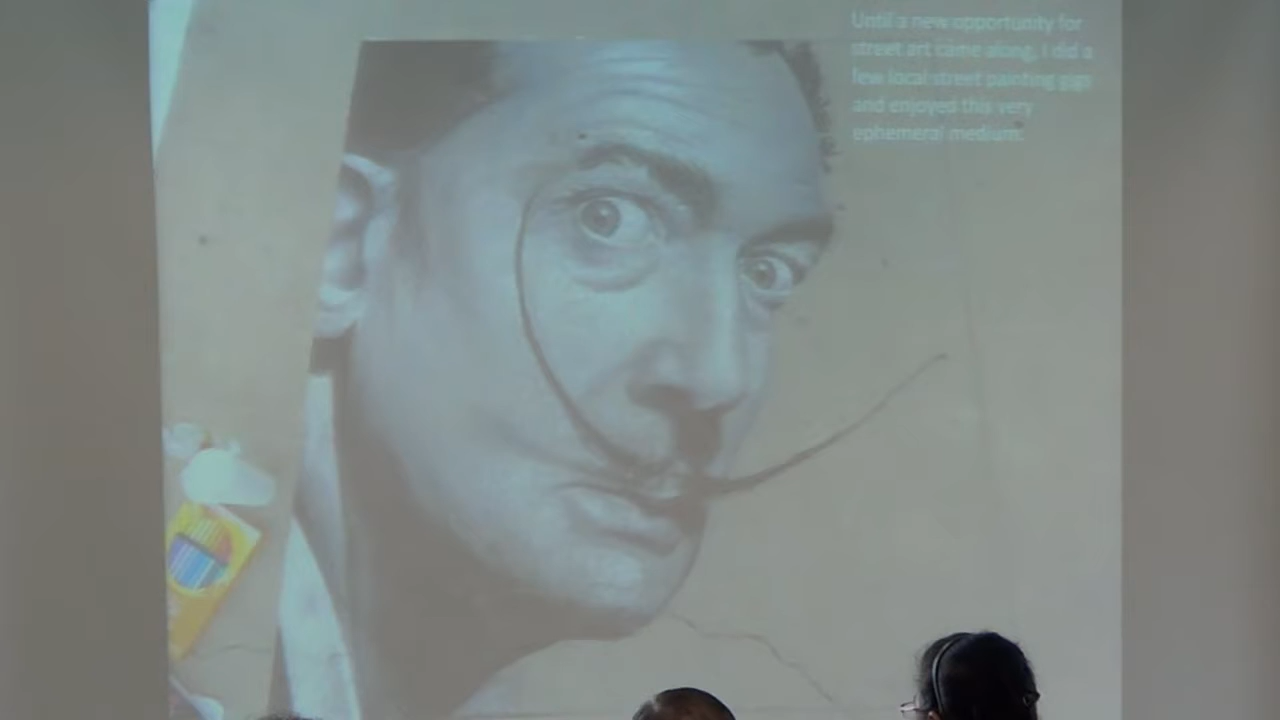 Until a new opportunity for
street art came along, I did a
few local street painting gigs
and enjoyed this very
ephemeral medium.